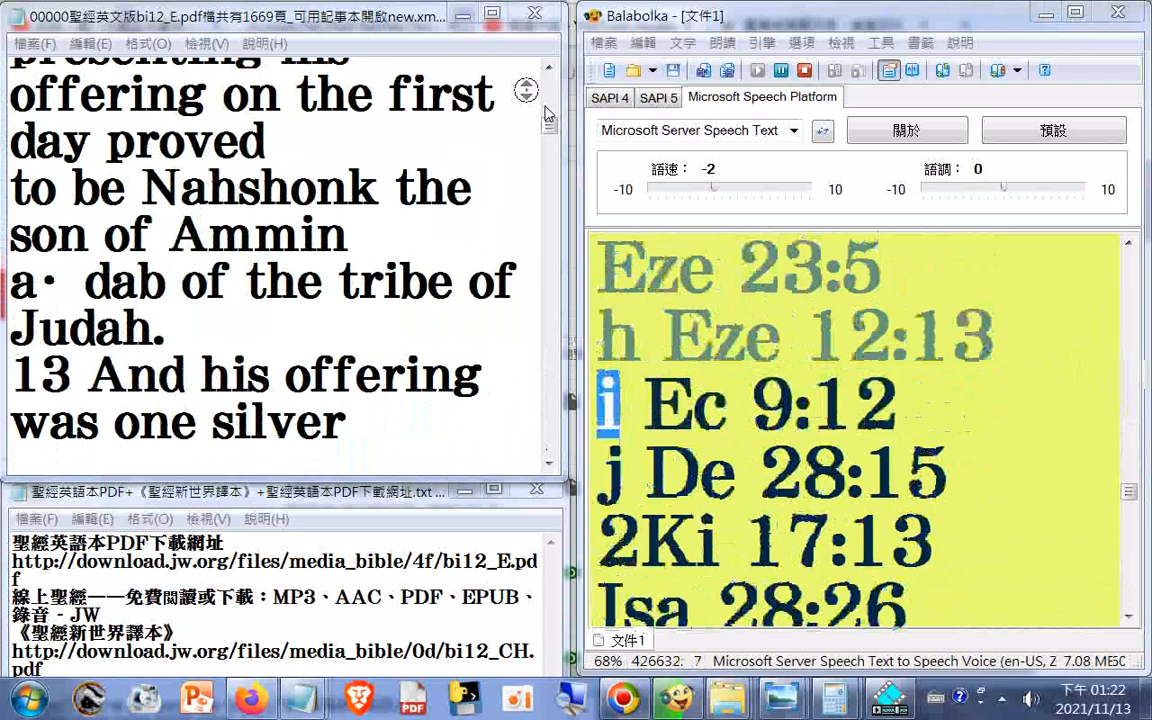 00000聖經英文版bi12_E.pdf檔共有1669頁_可用記事本開啟new.xm...
檔案(F) 編輯(E) 格式(O) 檢視(V) 說明(H)
presenting his
offering on the first
day proved
to be Nahshonk the
son of Ammin
a· dab of the tribe of
Judah.
13 And his offering
was one silver
聖經英語本PDF+《聖經新世界譯本》+聖經英語本PDF下載網址.txt ...
檔案(F) 編輯(E) 格式(O) 檢視(V) 說明(H)
聖經英語本PDF下載網址
http://download.jw.org/files/media_bible/4f/bi12_E.pd
f
線上聖經——免費閱讀或下載：MP3、AAC、PDF、EPUB、
錄音 - JW
《聖經新世界譯本》
http://download.jw.org/files/media_bible/0d/bi12_CH.
pdf
Balabolka - [文件1]
檔案 編輯 文字 朗讀 引擎 選項 檢視 工具 書籤 說明
SAPI 4 SAPI 5 Microsoft Speech Platform
Microsoft Server Speech Text 關於 預設
語速： -2 語調： 0
-10 10 -10 10
Eze 23:5
h Eze 12:13
i Ec 9:12
j De 28:15
2Ki 17:13
Isa 28:26
文件1
68% 426632. 7 Microsoft Server Speech Text to Speech Voice (en-US, Z 7.08 ME5C
PDF
下午 01:22
2021/11/13